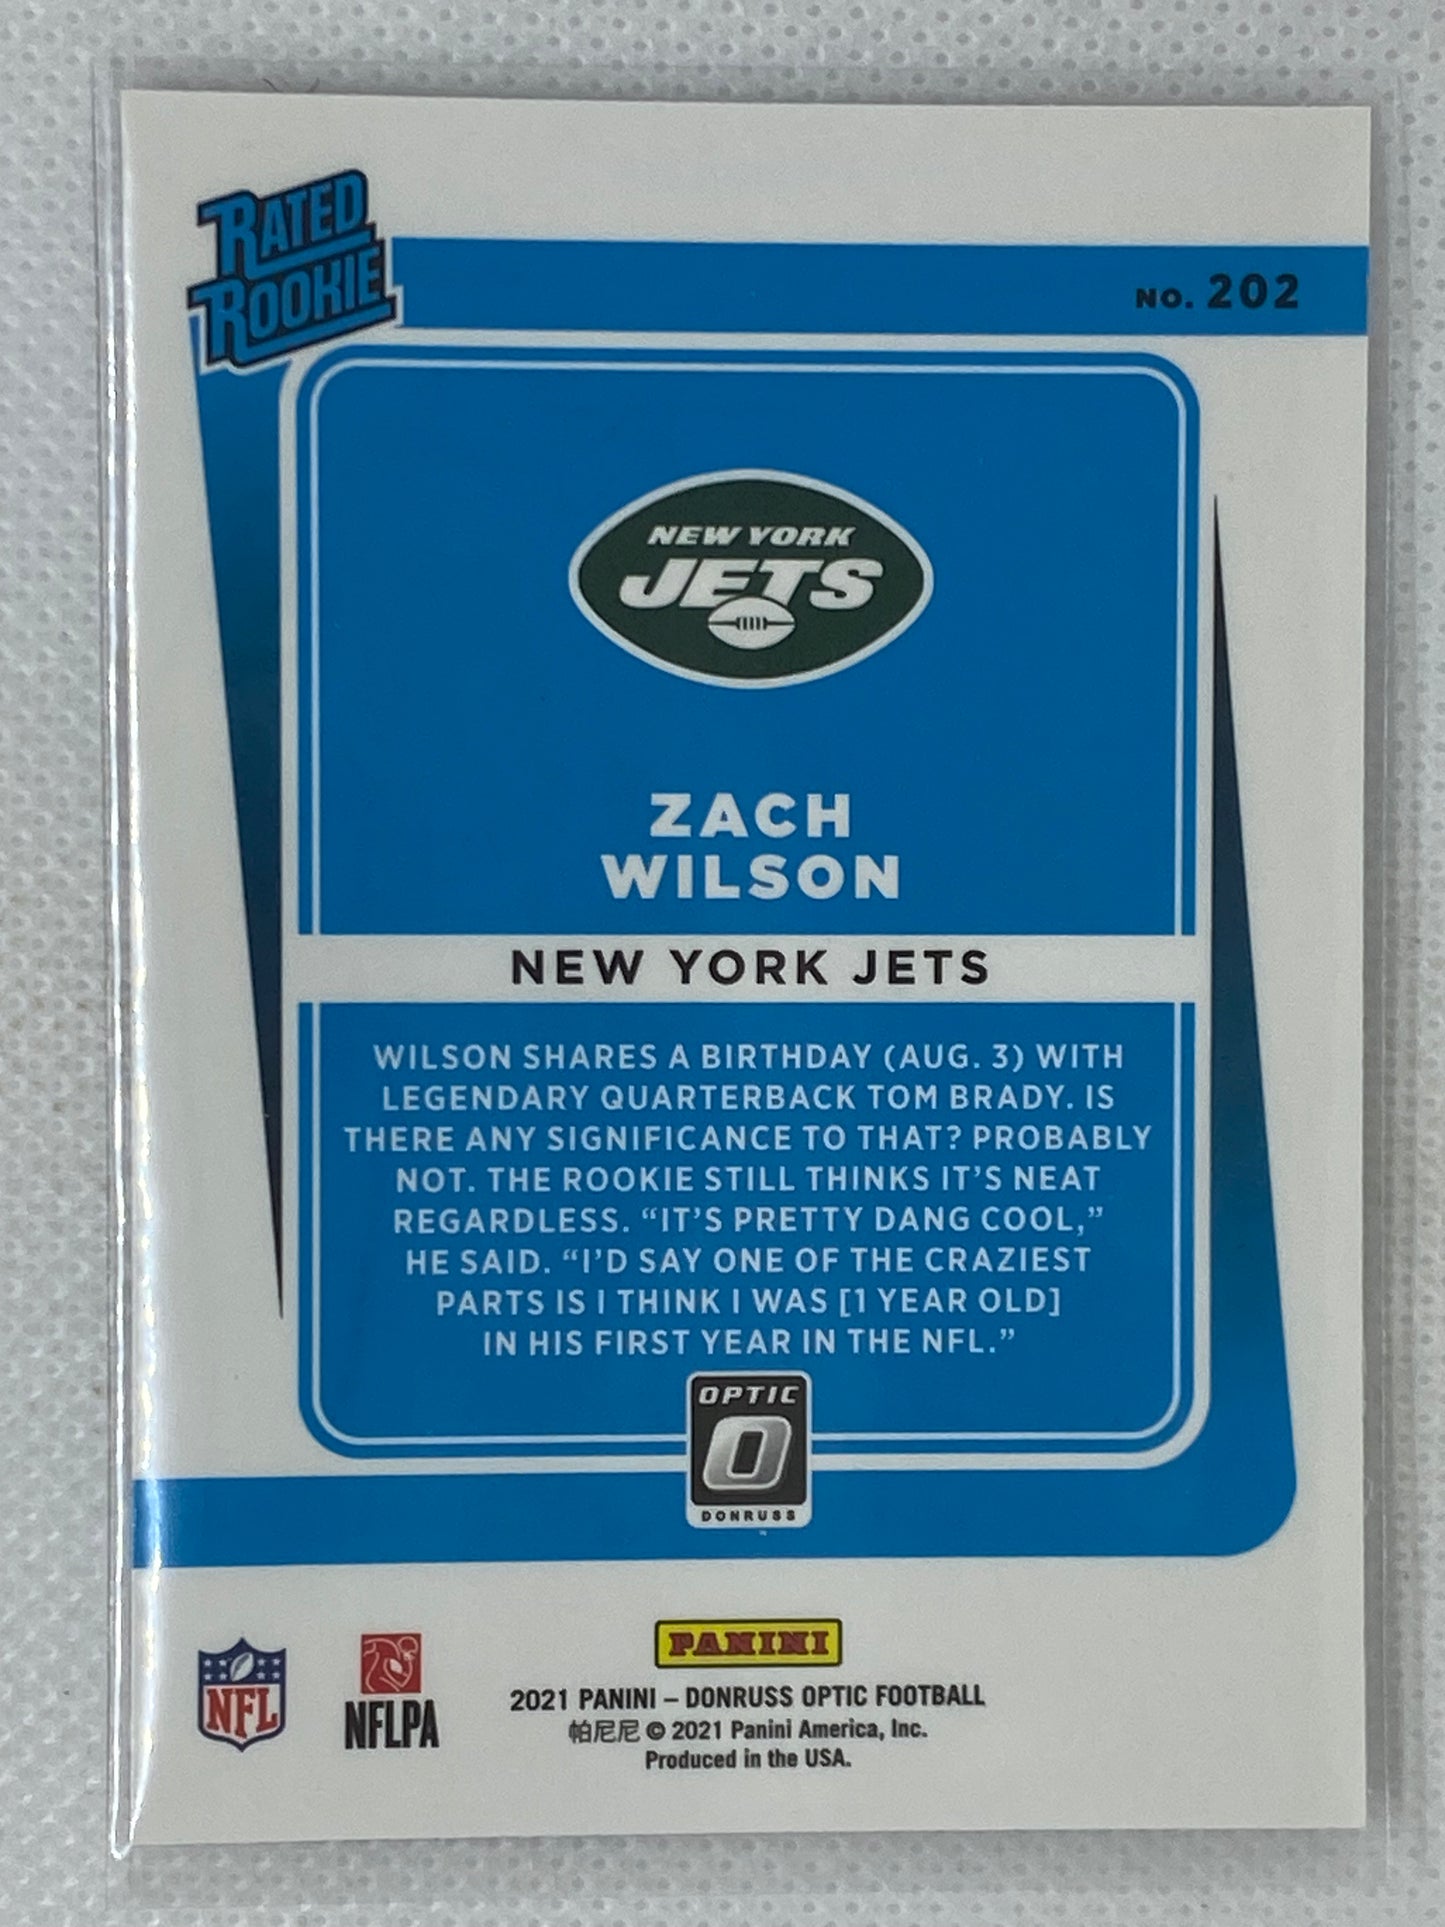 RATED
ROOKIE
NO. 202
NEW YORK
JETS
ZACH
WILSON
NEW YORK JETS
WILSON SHARES A BIRTHDAY (AUG. 3) WITH
LEGENDARY QUARTERBACK TOM BRADY. IS
THERE ANY SIGNIFICANCE TO THAT? PROBABLY
NOT. THE ROOKIE STILL THINKS IT'S NEAT
REGARDLESS. “IT'S PRETTY DANG COOL,”
HE SAID. “I'D SAY ONE OF THE CRAZIEST
PARTS IS I THINK I WAS [1 YEAR OLD]
IN HIS FIRST YEAR IN THE NFL.”
OPTIC
O
DONRUSS
NFL
NFLPA
PANINI
2021 PANINI – DONRUSS OPTIC FOOTBALL
帕尼尼 © 2021 Panini America, Inc.
Produced in the USA.